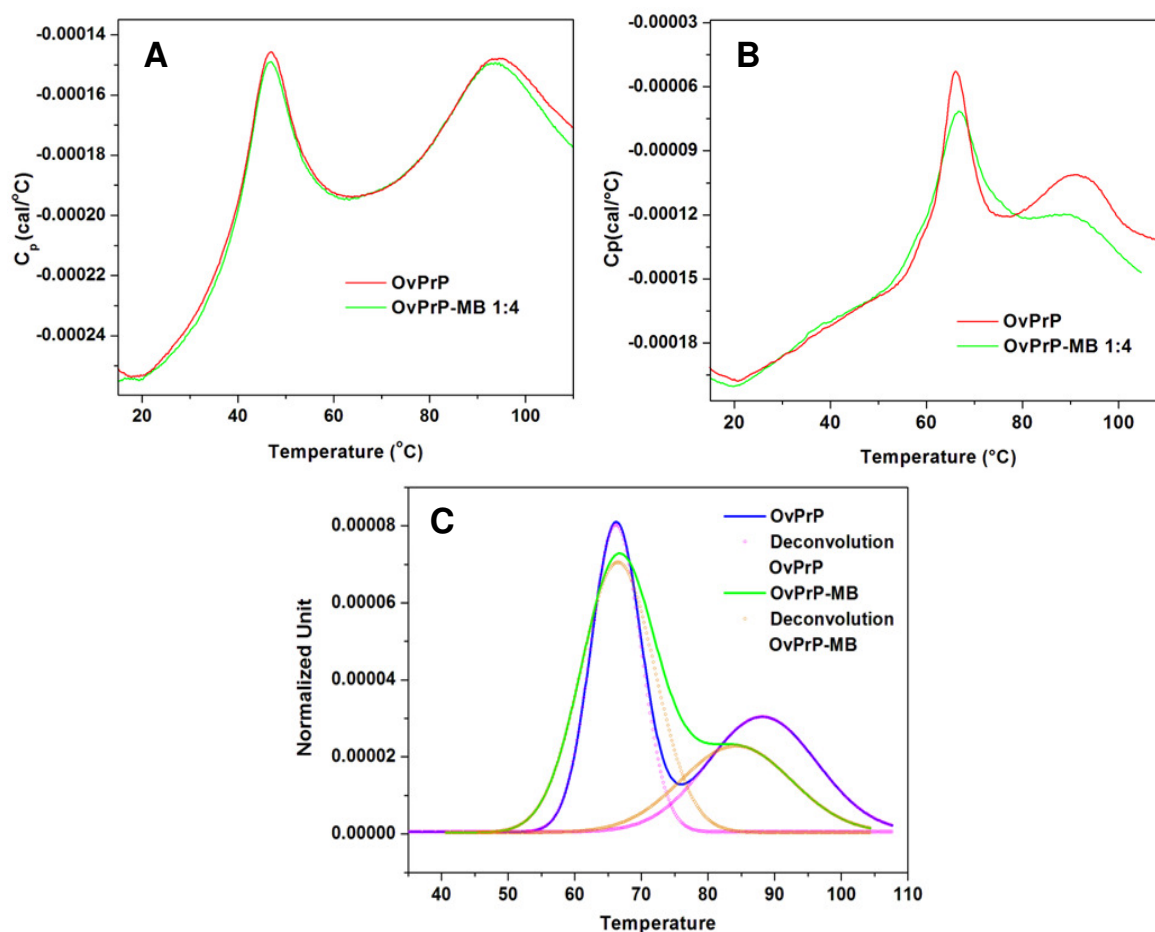 A
-0.00014
-0.00016
-0.00018
-0.00020
-0.00022
-0.00024
Cp (cal/°C)
OvPrP
OvPrP-MB 1:4
20 40 60 80 100
Temperature (°C)
B
-0.00003
-0.00006
-0.00009
-0.00012
-0.00015
-0.00018
Cp(cal/°C)
OvPrP
OvPrP-MB 1:4
20 40 60 80 100
Temperature (°C)
C
0.00008
0.00006
0.00004
0.00002
0.00000
Normalized Unit
OvPrP
Deconvolution
OvPrP
OvPrP-MB
Deconvolution
OvPrP-MB
40 50 60 70 80 90 100 110
Temperature